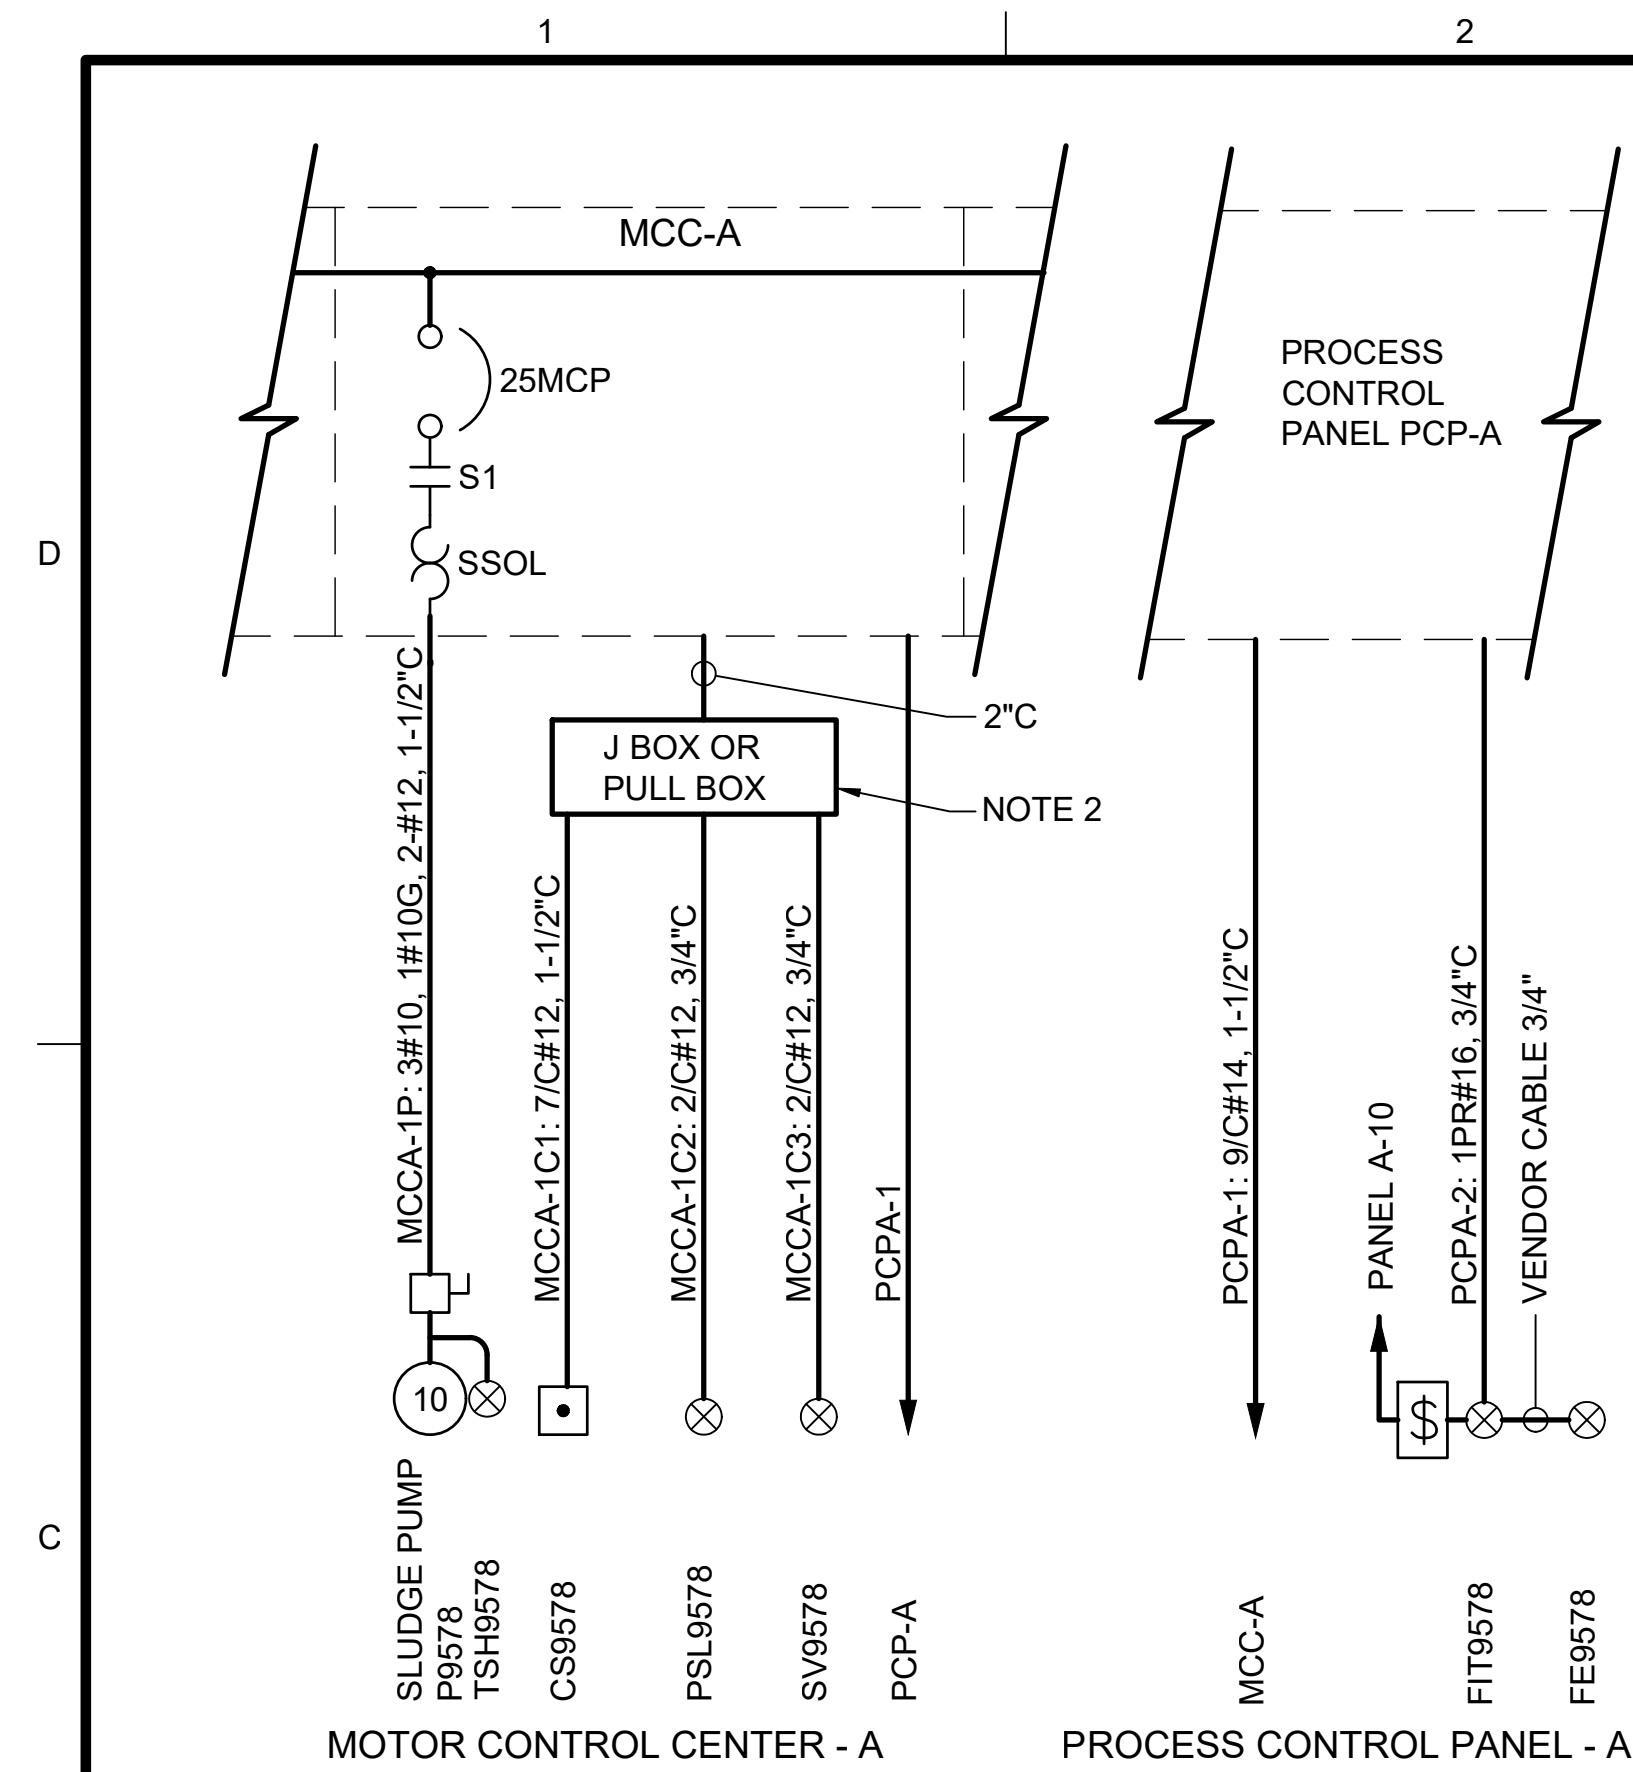 1
2
MCC-A
25MCP
S1
SSOL
PROCESS
CONTROL
PANEL PCP-A
D
2"C
J BOX OR
PULL BOX
NOTE 2
MCCA-1P: 3#10, 1#10G, 2-#12, 1-1/2"C
MCCA-1C1: 7/C#12, 1-1/2"C
MCCA-1C2: 2/C#12, 3/4"C
MCCA-1C3: 2/C#12, 3/4"C
PCPA-1
PCPA-1: 9/C#14, 1-1/2"C
PANEL A-10
PCPA-2: 1PR#16, 3/4"C
VENDOR CABLE 3/4"
10
$
C
SLUDGE PUMP
P9578
TSH9578
CS9578
PSL9578
SV9578
PCP-A
MCC-A
FIT9578
FE9578
MOTOR CONTROL CENTER - A
PROCESS CONTROL PANEL - A